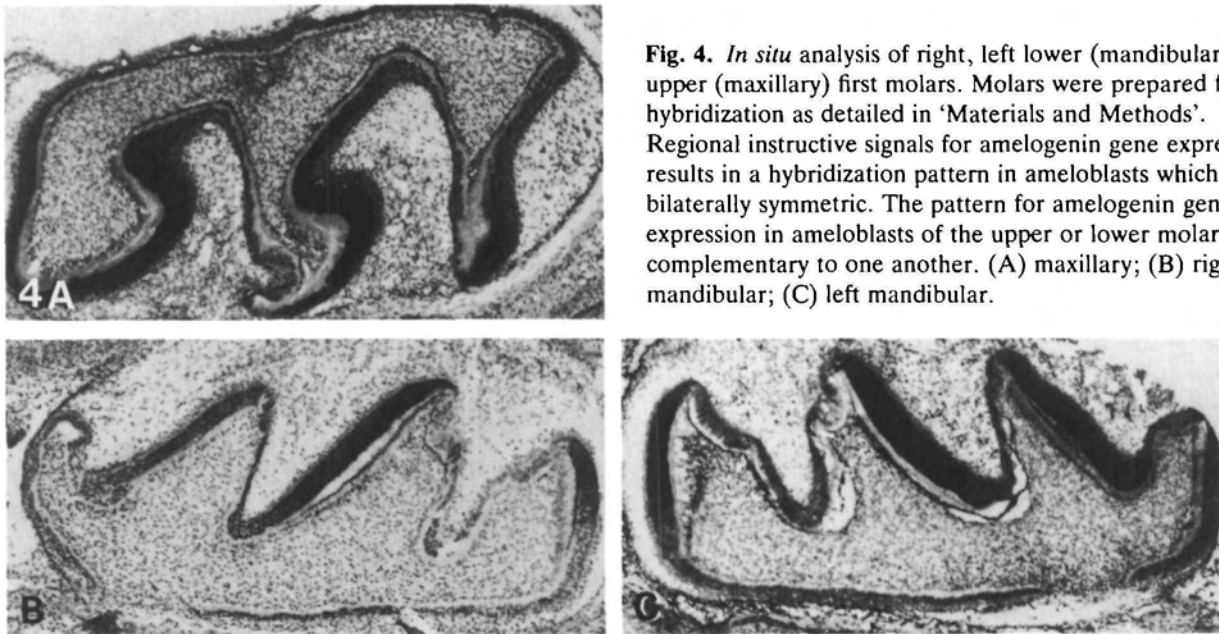 Fig. 4. In situ analysis of right, left lower (mandibular
upper (maxillary) first molars. Molars were prepared f
hybridization as detailed in 'Materials and Methods'.
Regional instructive signals for amelogenin gene expre
results in a hybridization pattern in ameloblasts which
bilaterally symmetric. The pattern for amelogenin gen
expression in ameloblasts of the upper or lower molar
complementary to one another. (A) maxillary; (B) rig
mandibular; (C) left mandibular.
4A
B
C